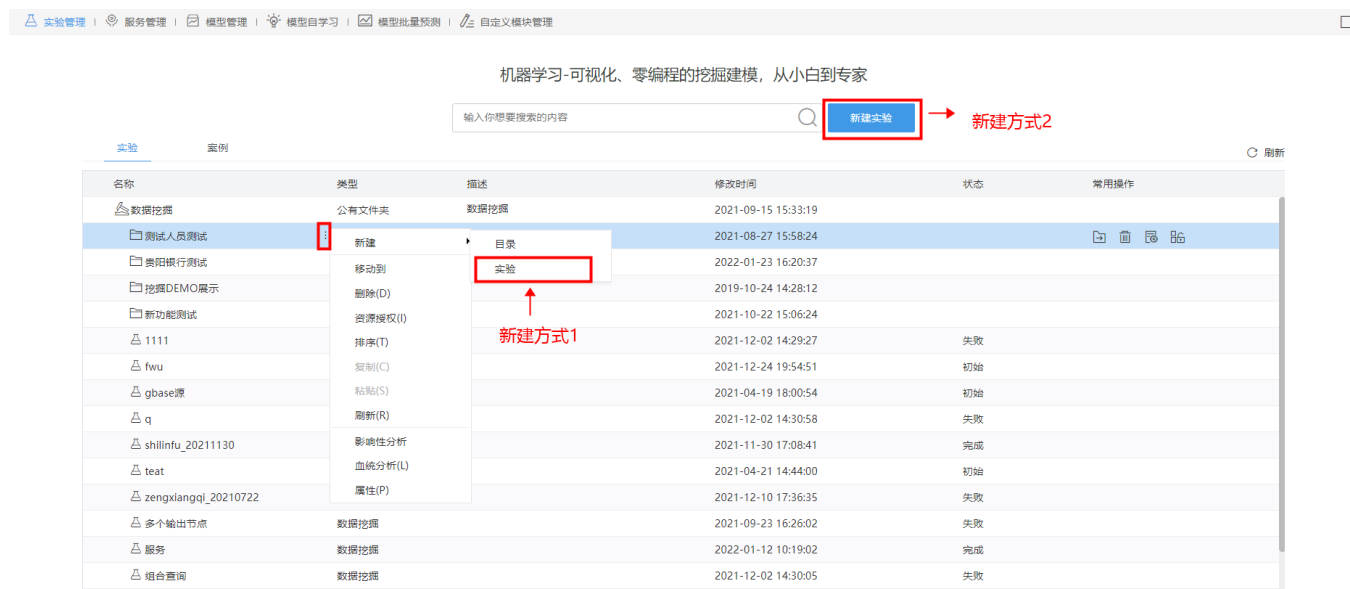 实验管理 服务管理 模型管理 模型自学习 模型批量预测 自定义模块管理
机器学习-可视化、零编程的挖掘建模，从小白到专家
输入你想要搜索的内容 新建实验 新建方式2
实验 案例 刷新
名称 类型 描述 修改时间 状态 常用操作
数据挖掘 公有文件夹 数据挖掘 2021-09-15 15:33:19
测试人员测试 新建 目录 2021-08-27 15:58:24
贵阳银行测试 移动到 实验 2022-01-23 16:20:37
挖掘DEMO展示 删除(D) 2019-10-24 14:28:12
新功能测试 资源授权(I) 新建方式1 2021-10-22 15:06:24
1111 排序(T) 2021-12-02 14:29:27 失败
fwu 复制(C) 2021-12-24 19:54:51 初始
gbase源 粘贴(S) 2021-04-19 18:00:54 初始
q 刷新(R) 2021-12-02 14:30:58 失败
shilinfu_20211130 影响性分析 2021-11-30 17:08:41 完成
teat 血统分析(L) 2021-04-21 14:44:00 初始
zengxiangqi_20210722 属性(P) 2021-12-10 17:36:35 失败
多个输出节点 数据挖掘 2021-09-23 16:26:02 失败
服务 数据挖掘 2022-01-12 10:19:02 完成
组合查询 数据挖掘 2021-12-02 14:30:05 失败